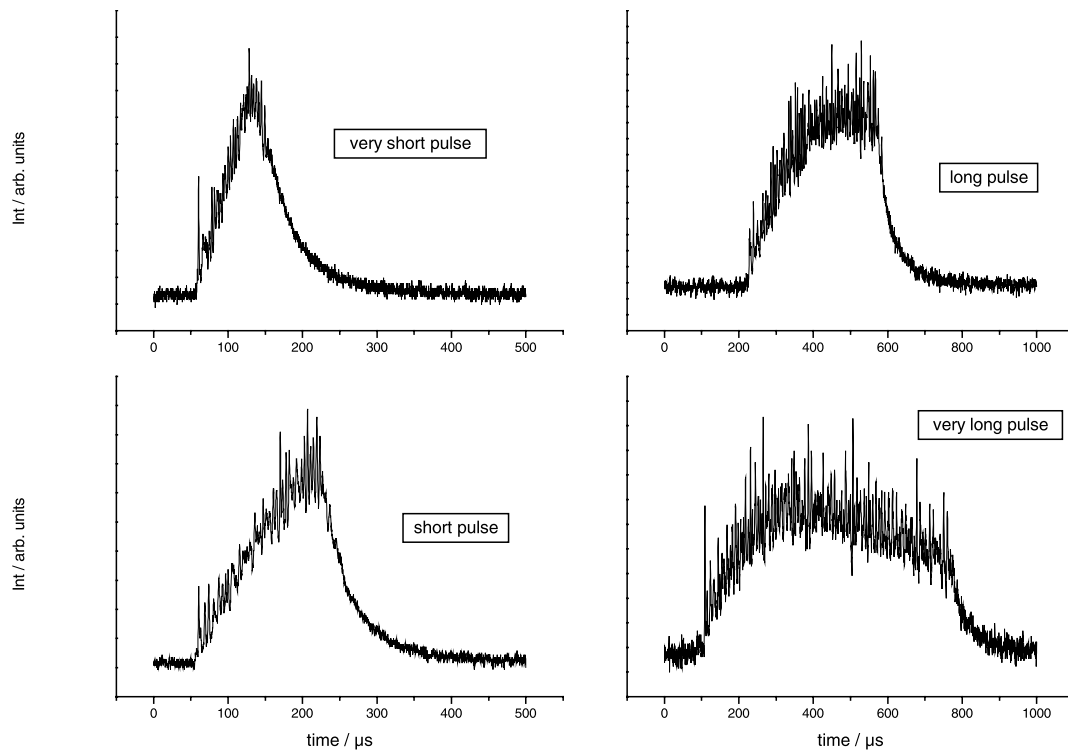 Int / arb. units
very short pulse
0 100 200 300 400 500
long pulse
0 200 400 600 800 1000
Int / arb. units
short pulse
0 100 200 300 400 500
time / µs
very long pulse
0 200 400 600 800 1000
time / µs